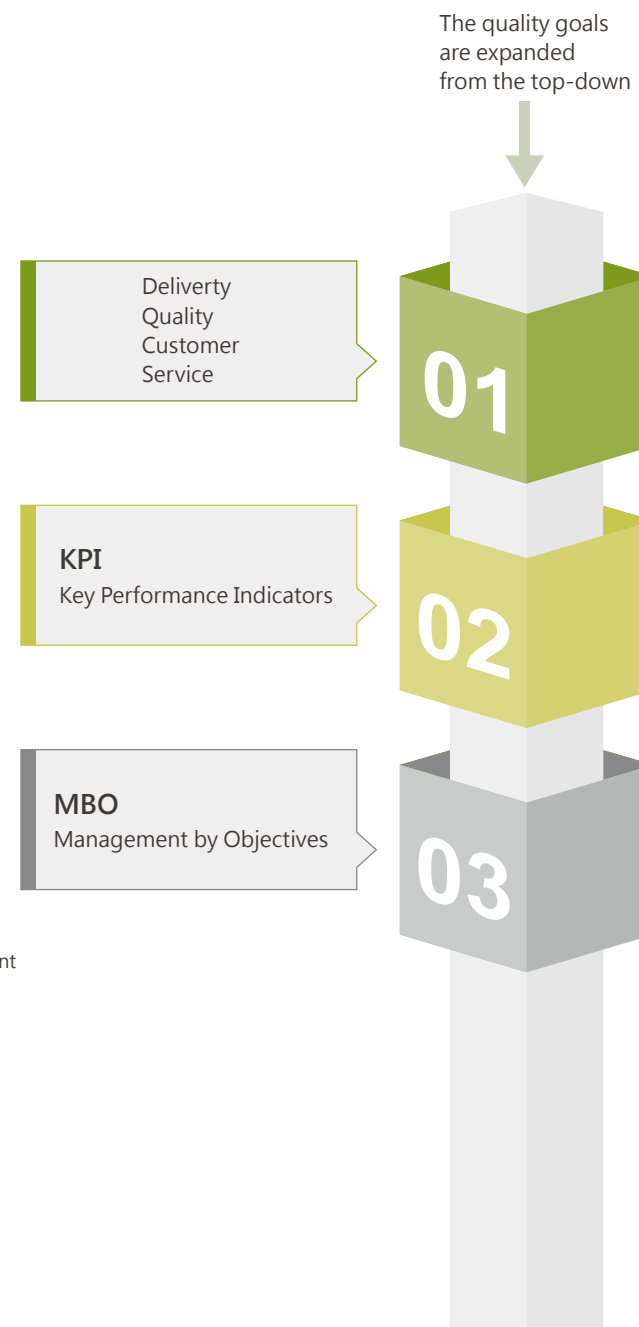 The quality goals
are expanded
from the top-down
Deliverty
Quality
Customer
Service
01
KPI
Key Performance Indicators
02
MBO
Management by Objectives
03
nt